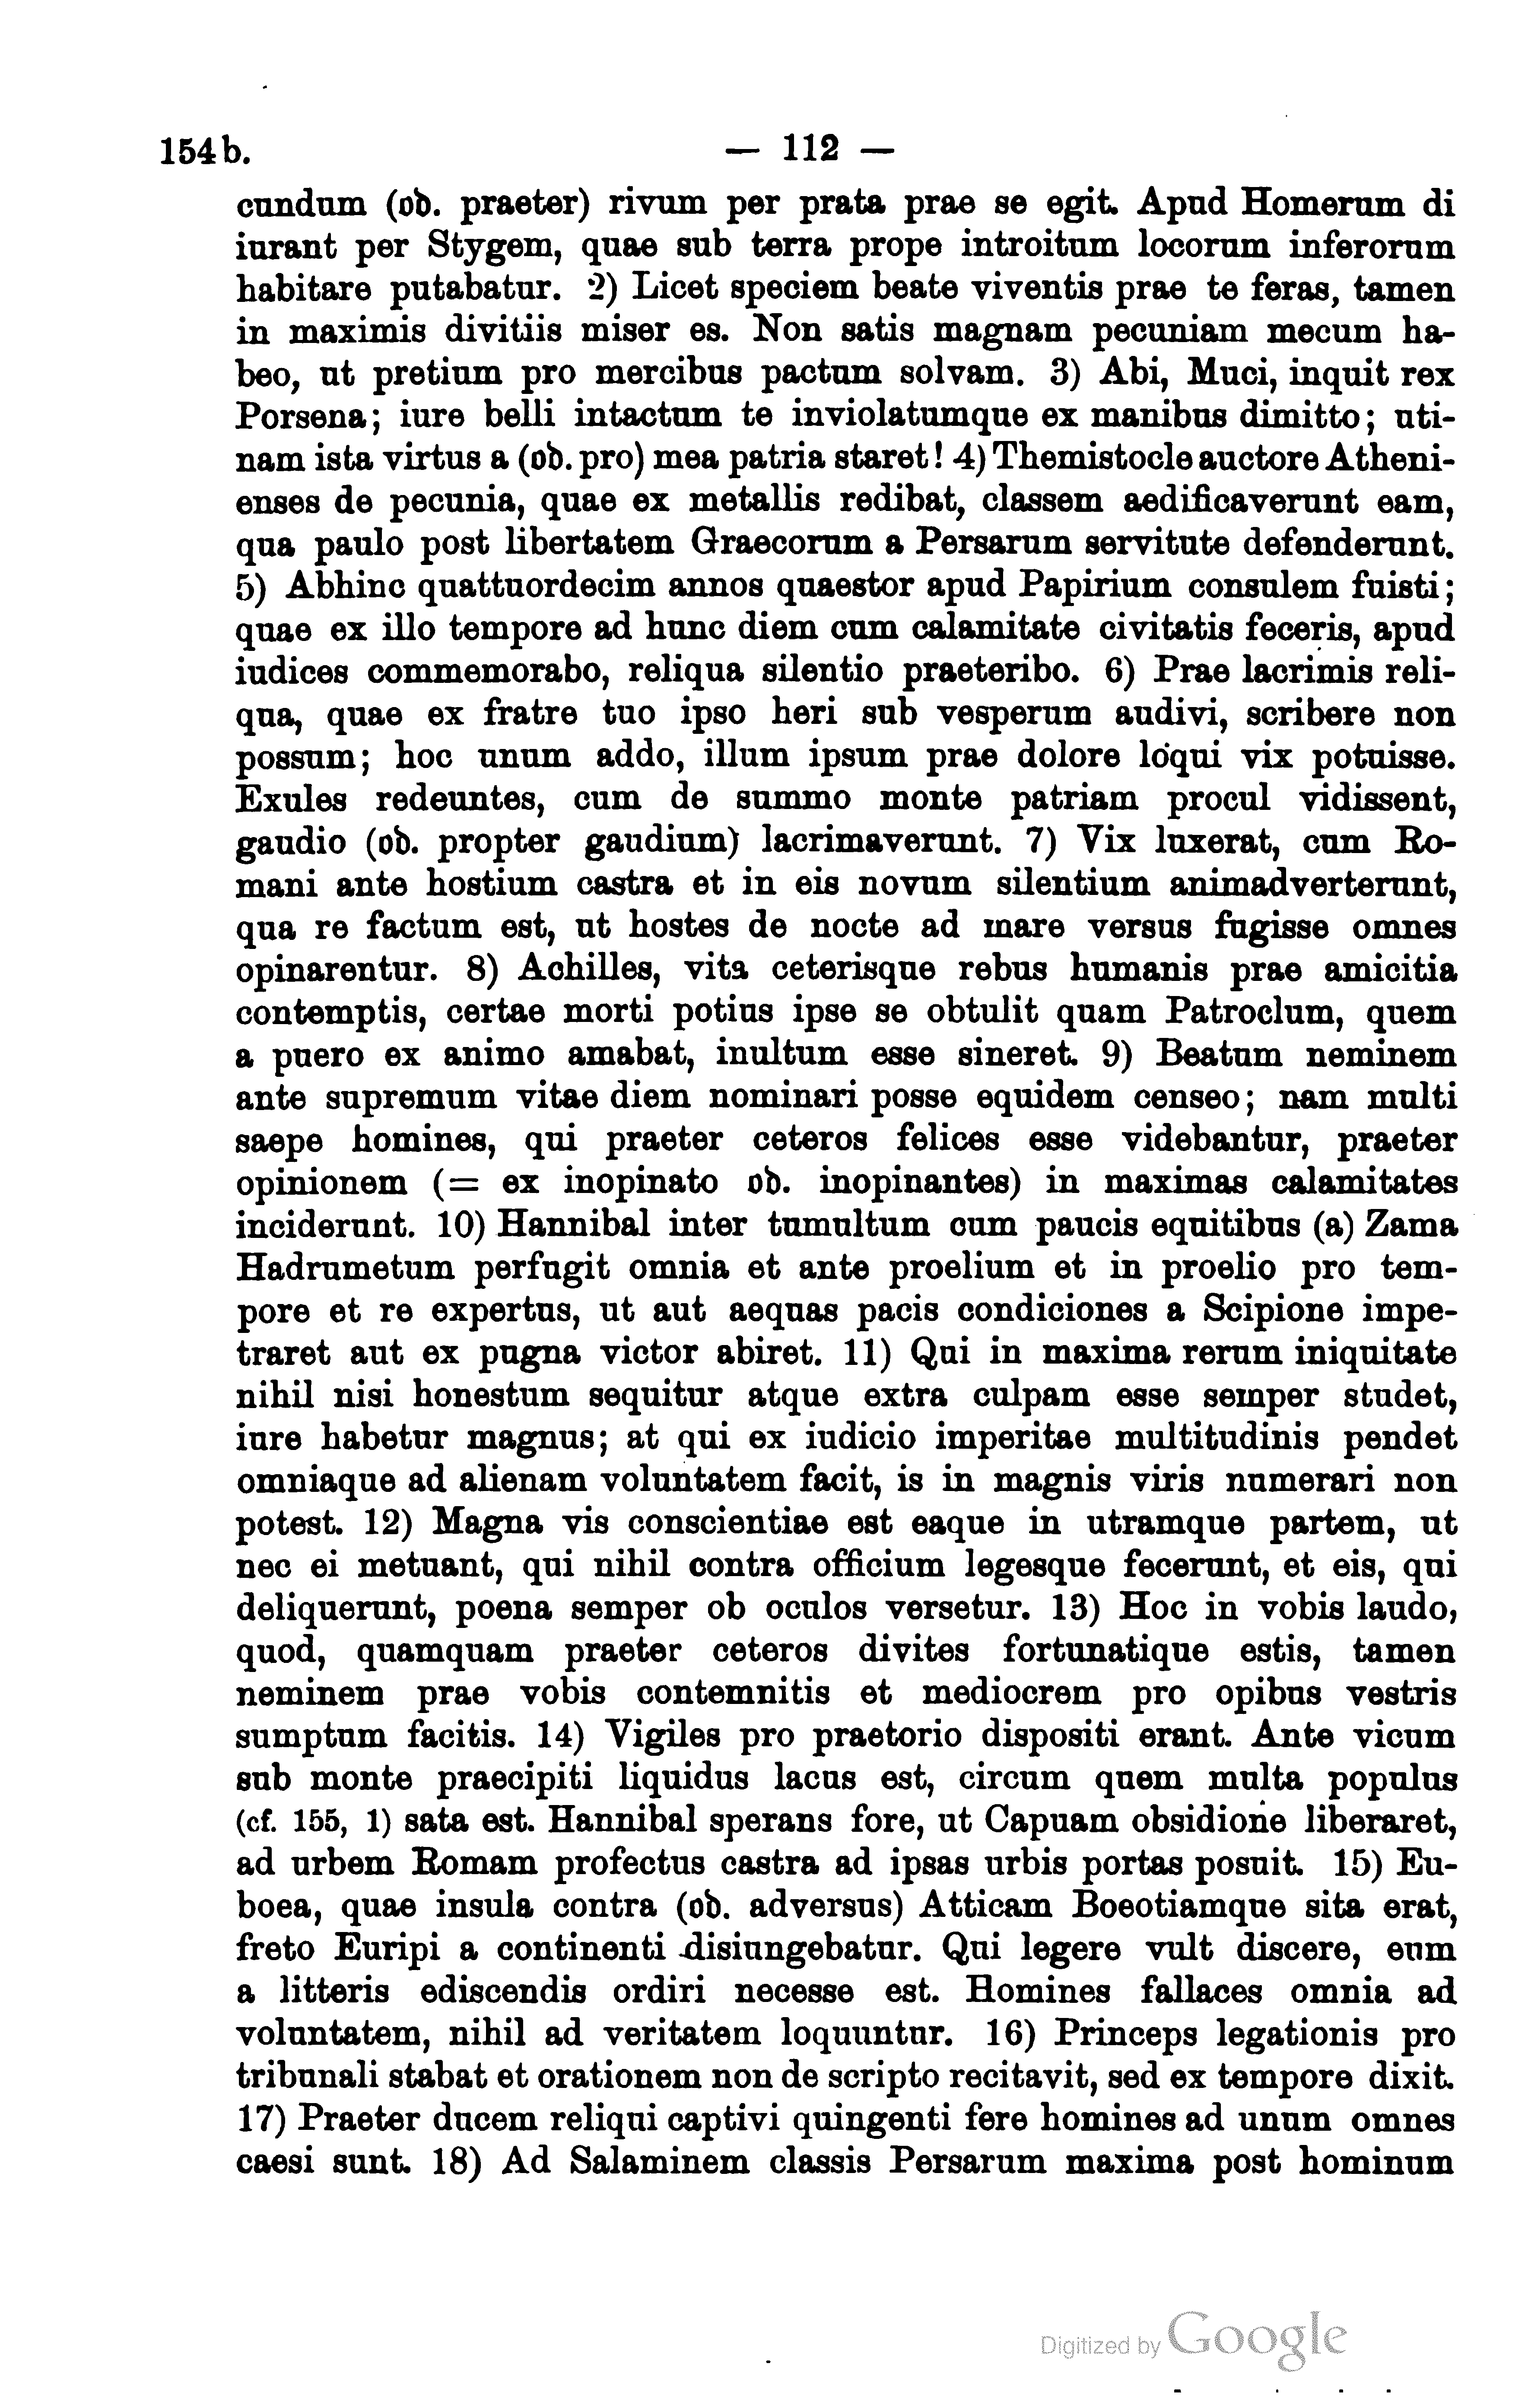 154b.
— 112 —
cundum (od. praeter) rivum per prata prae se egit. Apud Homerum di
iurant per Stygem, quae sub terra prope introitum locorum inferorum
habitare putabatur. 2) Licet speciem beate viventis prae te feras, tamen
in maximis divitiis miser es. Non satis magnam pecuniam mecum ha-
beo, ut pretium pro mercibus pactum solvam. 3) Abi, Muci, inquit rex
Porsena; iure belli intactum te inviolatumque ex manibus dimitto; uti-
nam ista virtus a (od. pro) mea patria staret! 4) Themistocle auctore Atheni-
enses de pecunia, quae ex metallis redibat, classem aedificaverunt eam,
qua paulo post libertatem Graecorum a Persarum servitute defenderunt.
5) Abhinc quattuordecim annos quaestor apud Papirium consulem fuisti;
quae ex illo tempore ad hunc diem cum calamitate civitatis feceris, apud
iudices commemorabo, reliqua silentio praeteribo. 6) Prae lacrimis reli-
qua, quae ex fratre tuo ipso heri sub vesperum audivi, scribere non
possum; hoc unum addo, illum ipsum prae dolore loqui vix potuisse.
Exules redeuntes, cum de summo monte patriam procul vidissent,
gaudio (od. propter gaudium) lacrimaverunt. 7) Vix luxerat, cum Ro-
mani ante hostium castra et in eis novum silentium animadverterunt,
qua re factum est, ut hostes de nocte ad mare versus fugisse omnes
opinarentur. 8) Achilles, vita ceterisque rebus humanis prae amicitia
contemptis, certae morti potius ipse se obtulit quam Patroclum, quem
a puero ex animo amabat, inultum esse sineret. 9) Beatum neminem
ante supremum vitae diem nominari posse equidem censeo; nam multi
saepe homines, qui praeter ceteros felices esse videbantur, praeter
opinionem (= ex inopinato od. inopinantes) in maximas calamitates
inciderunt. 10) Hannibal inter tumultum cum paucis equitibus (a) Zama
Hadrumetum perfugit omnia et ante proelium et in proelio pro tem-
pore et re expertus, ut aut aequas pacis condiciones a Scipione impe-
traret aut ex pugna victor abiret. 11) Qui in maxima rerum iniquitate
nihil nisi honestum sequitur atque extra culpam esse semper studet,
iure habetur magnus; at qui ex iudicio imperitae multitudinis pendet
omniaque ad alienam voluntatem facit, is in magnis viris numerari non
potest. 12) Magna vis conscientiae est eaque in utramque partem, ut
nec ei metuant, qui nihil contra officium legesque fecerunt, et eis, qui
deliquerunt, poena semper ob oculos versetur. 13) Hoc in vobis laudo,
quod, quamquam praeter ceteros divites fortunatique estis, tamen
neminem prae vobis contemnitis et mediocrem pro opibus vestris
sumptum facitis. 14) Vigiles pro praetorio dispositi erant. Ante vicum
sub monte praecipiti liquidus lacus est, circum quem multa populus
(cf. 155, 1) sata est. Hannibal sperans fore, ut Capuam obsidione liberaret,
ad urbem Romam profectus castra ad ipsas urbis portas posuit. 15) Eu-
boea, quae insula contra (od. adversus) Atticam Boeotiamque sita erat,
freto Euripi a continenti disiungebatur. Qui legere vult discere, eum
a litteris ediscendis ordiri necesse est. Homines fallaces omnia ad
voluntatem, nihil ad veritatem loquuntur. 16) Princeps legationis pro
tribunali stabat et orationem non de scripto recitavit, sed ex tempore dixit.
17) Praeter ducem reliqui captivi quingenti fere homines ad unum omnes
caesi sunt. 18) Ad Salaminem classis Persarum maxima post hominum
Digitized by Google